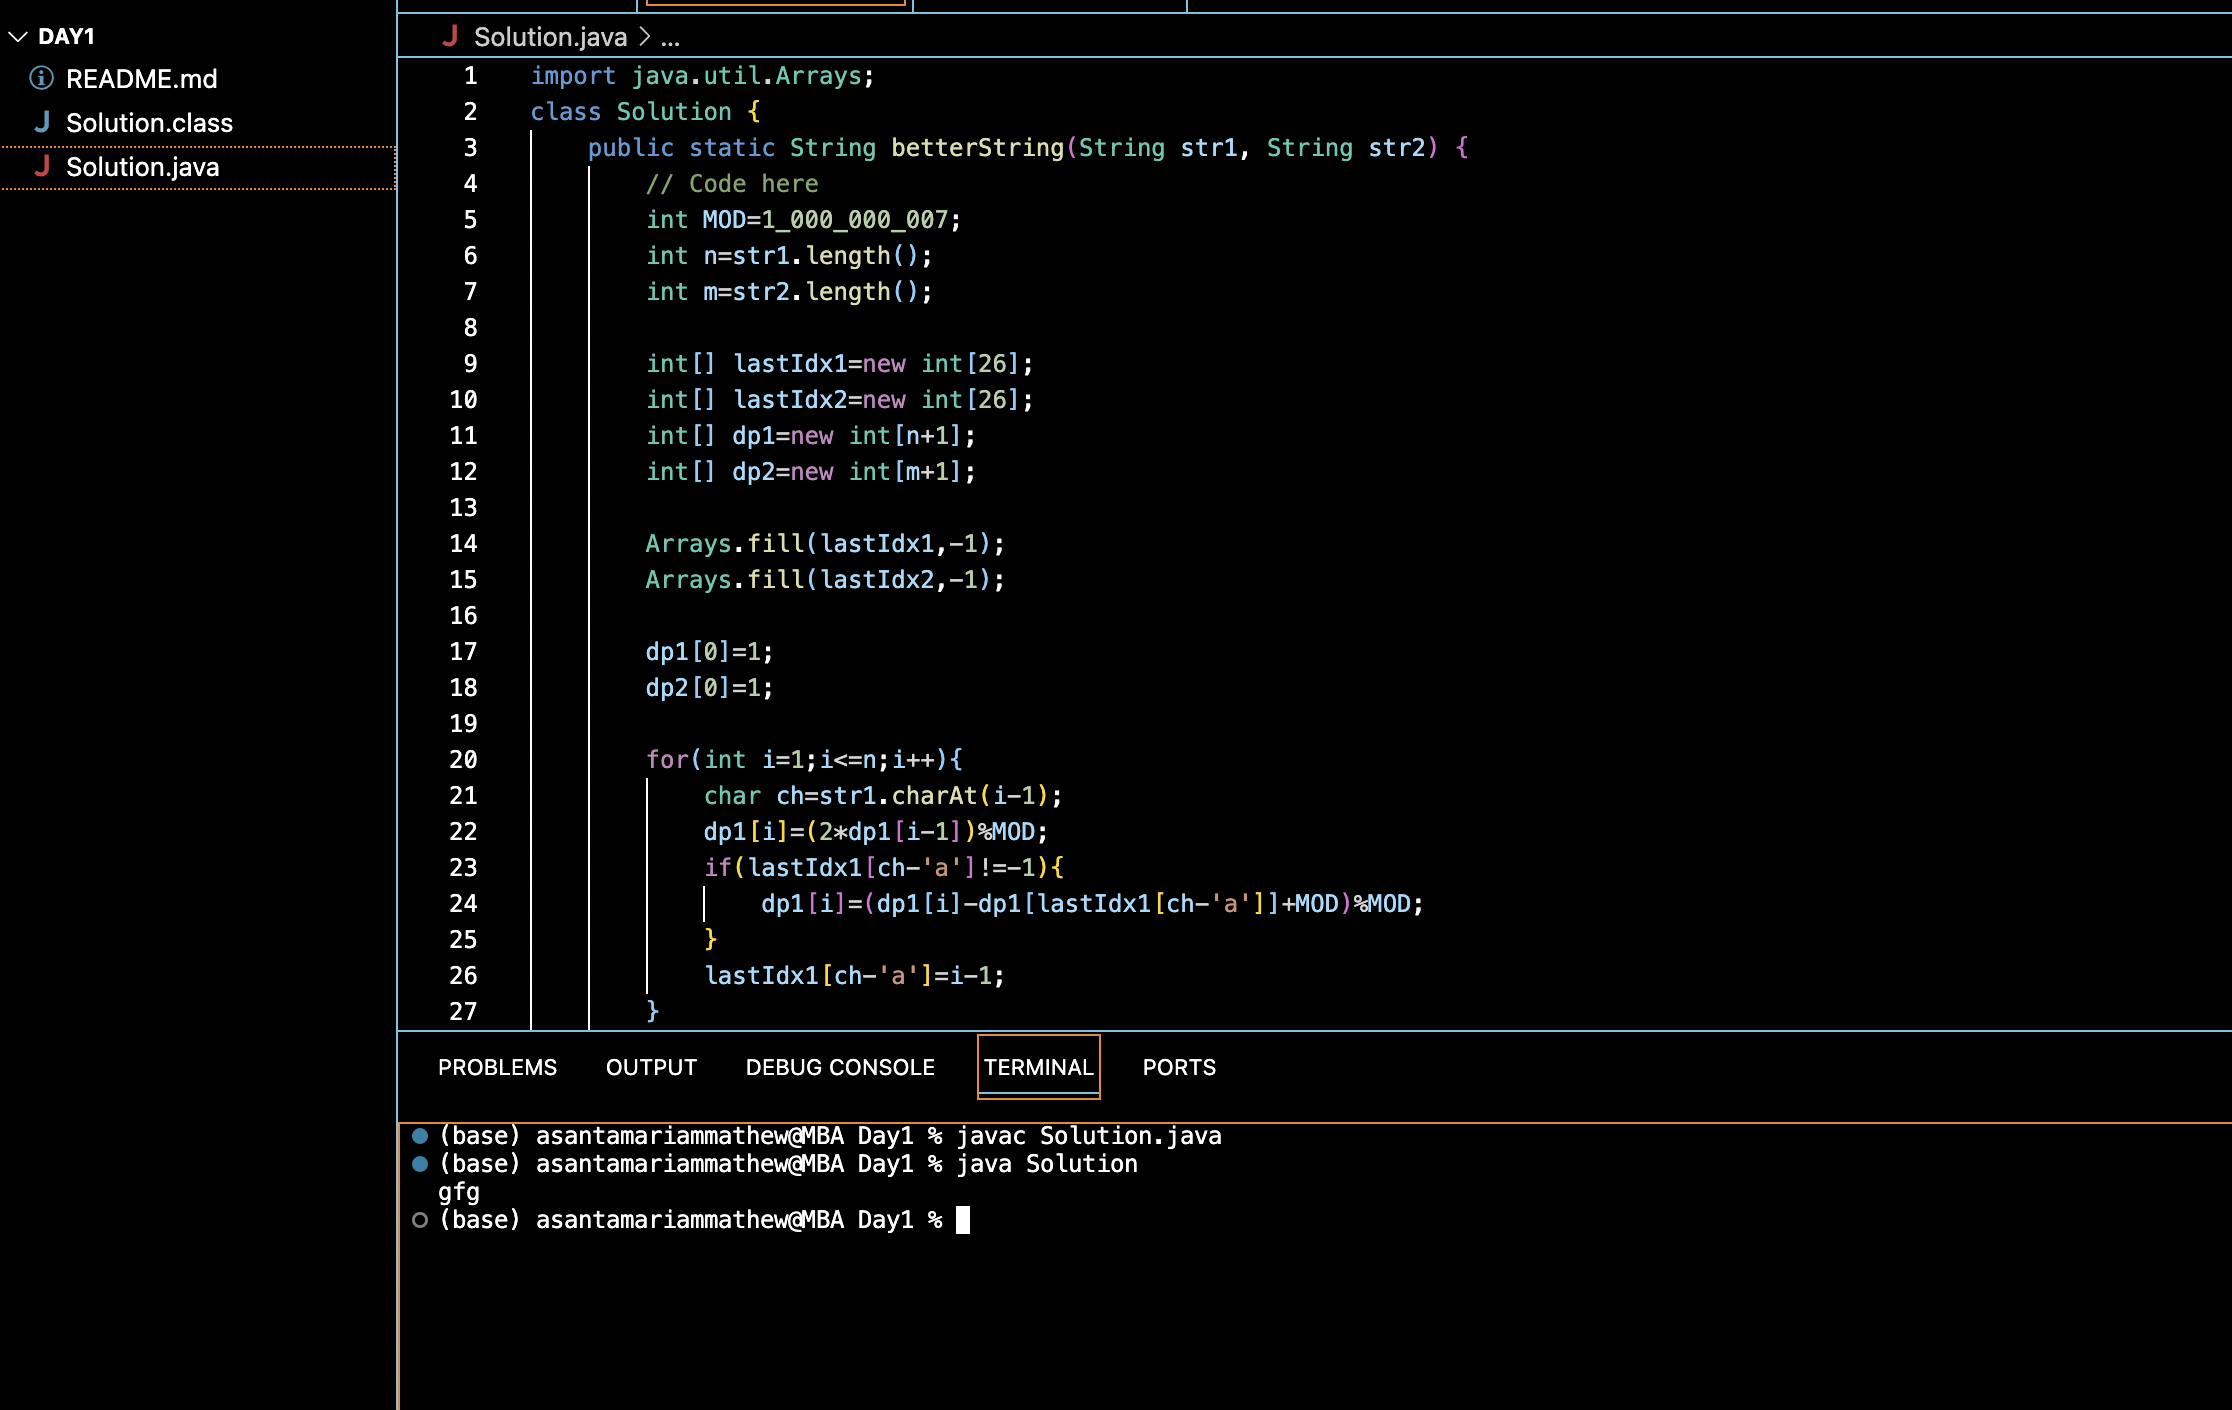 DAY1
README.md
Solution.class
Solution.java
Solution.java > ...
1 import java.util.Arrays;
2 class Solution {
3 public static String betterString(String str1, String str2) {
4 // Code here
5 int MOD=1_000_000_007;
6 int n=str1.length();
7 int m=str2.length();
8
9 int[] lastIdx1=new int[26];
10 int[] lastIdx2=new int[26];
11 int[] dp1=new int[n+1];
12 int[] dp2=new int[m+1];
13
14 Arrays.fill(lastIdx1,-1);
15 Arrays.fill(lastIdx2,-1);
16
17 dp1[0]=1;
18 dp2[0]=1;
19
20 for(int i=1;i<=n;i++){
21 char ch=str1.charAt(i-1);
22 dp1[i]=(2*dp1[i-1])%MOD;
23 if(lastIdx1[ch-'a']!=-1){
24 dp1[i]=(dp1[i]-dp1[lastIdx1[ch-'a']]+MOD)%MOD;
25 }
26 lastIdx1[ch-'a']=i-1;
27 }
PROBLEMS OUTPUT DEBUG CONSOLE TERMINAL PORTS
(base) asantamariammathew@MBA Day1 % javac Solution.java
(base) asantamariammathew@MBA Day1 % java Solution
gfg
(base) asantamariammathew@MBA Day1 %